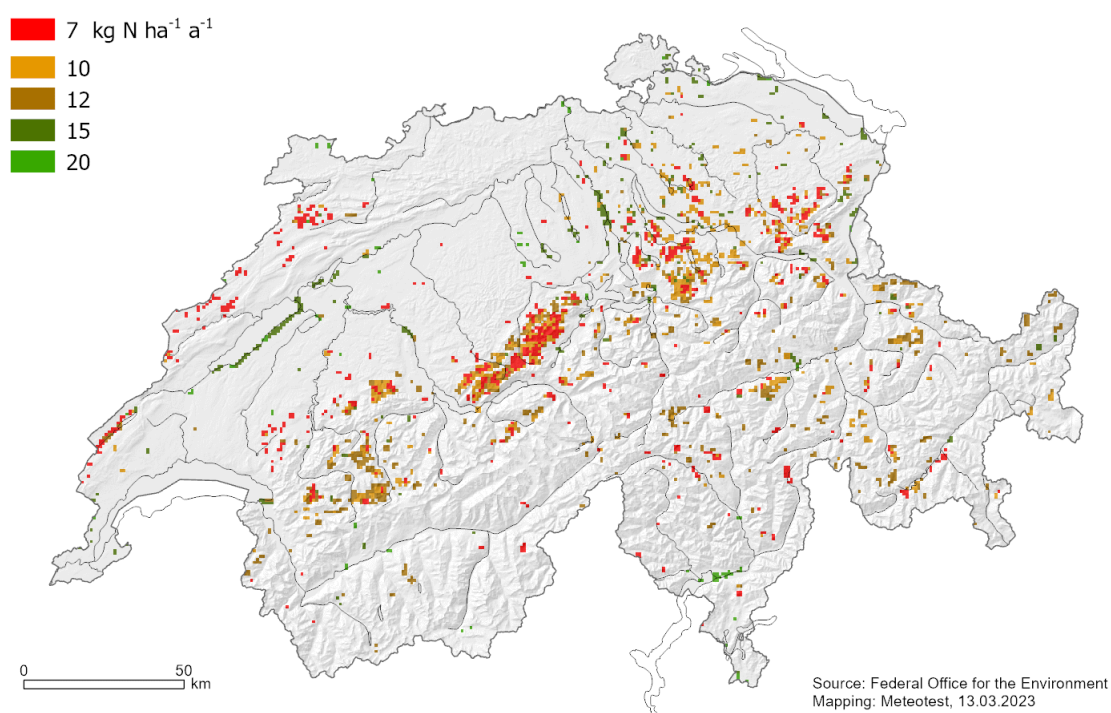 7 kg N ha⁻¹ a⁻¹
10
12
15
20
0 50
km
Source: Federal Office for the Environment
Mapping: Meteotest, 13.03.2023